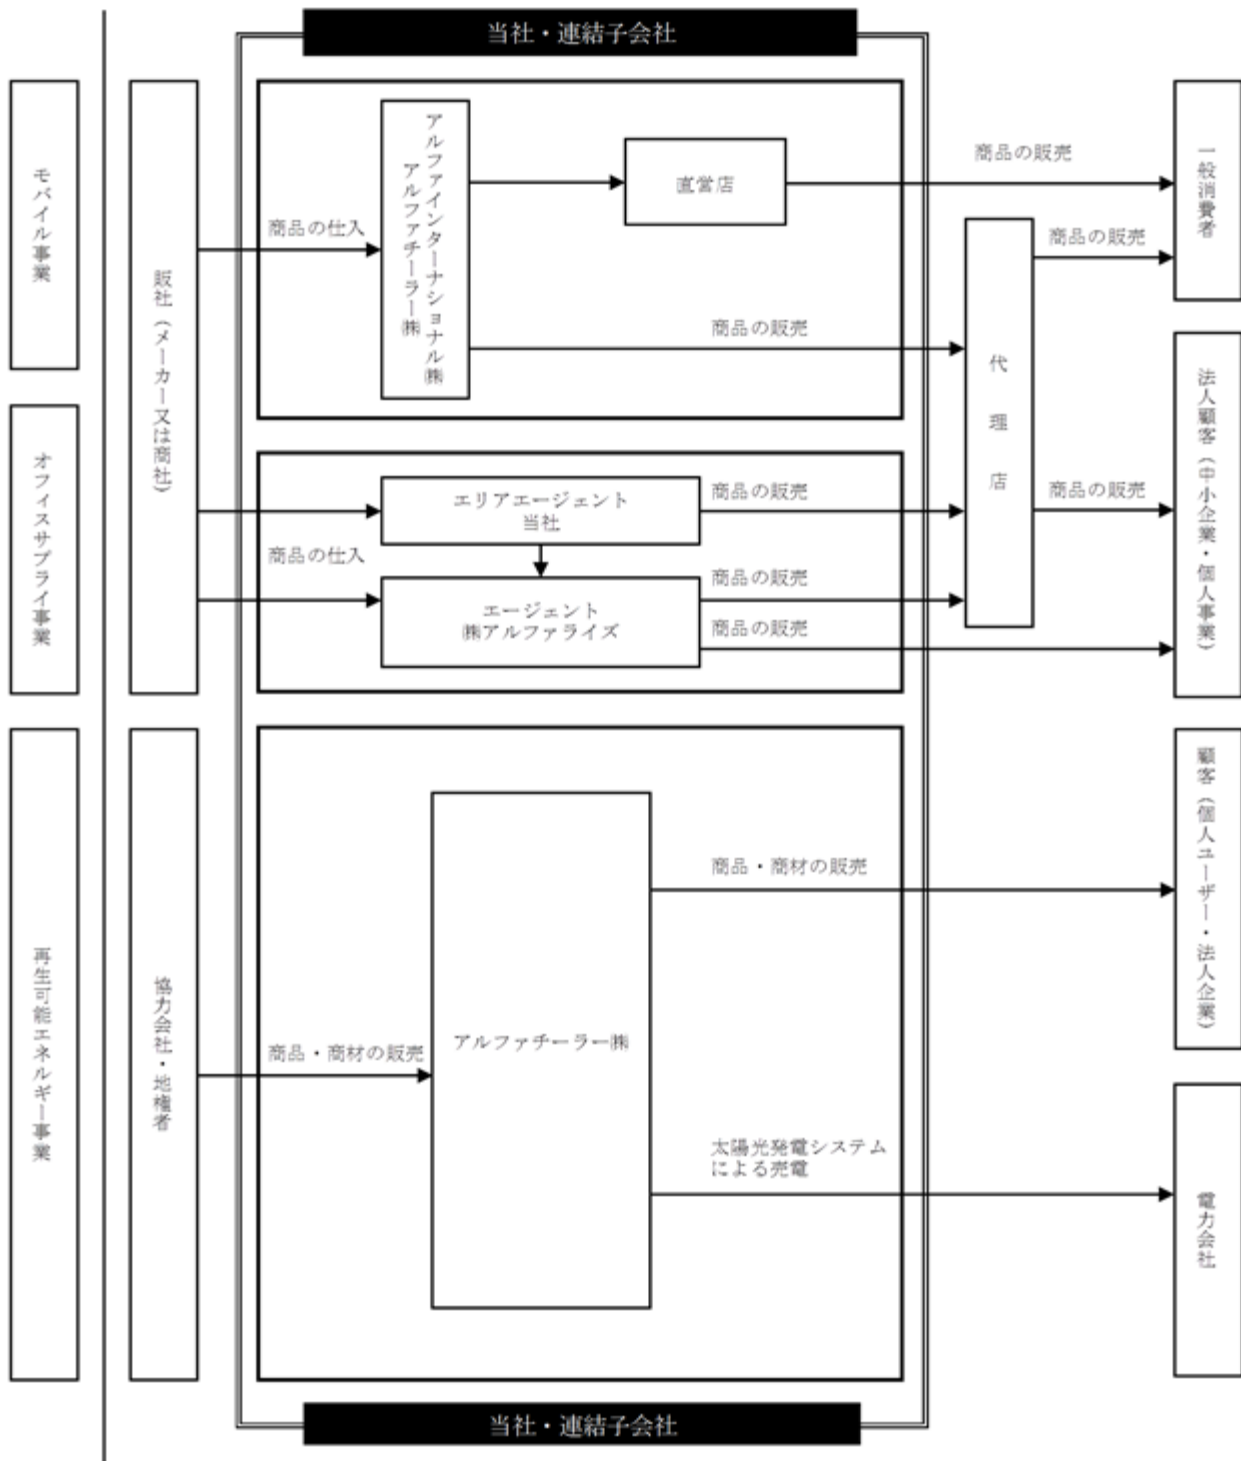 当社・連結子会社
モバイル事業
オフィスサプライ事業
再生可能エネルギー事業
販社(メーカー又は商社)
協力会社・地権者
商品の仕入
アルファインターナショナル㈱
アルファチーラー㈱
直営店
商品の販売
商品の販売
代理店
商品の販売
一般消費者
商品の仕入
エリアエージェント
当社
商品の販売
エージェント
㈱アルファライズ
商品の販売
商品の販売
商品の販売
法人顧客(中小企業・個人事業)
商品・商材の販売
アルファチーラー㈱
商品・商材の販売
顧客(個人ユーザー・法人企業)
太陽光発電システム
による売電
電力会社
当社・連結子会社